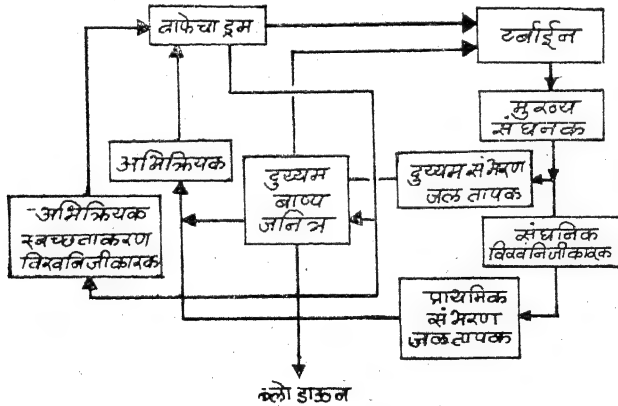 वाफेचा ड्रम
टर्बाईन
मुख्य
संघनक
अभिक्रियक
दुय्यम
बाष्प
जनित्र
दुय्यम संभरण
जल तापक
अभिक्रियक
स्वच्छताकरण
विखनिजीकारक
संघनिक
विखनिजीकारक
प्राथमिक
संभरण
जल तापक
ब्लो डाऊन